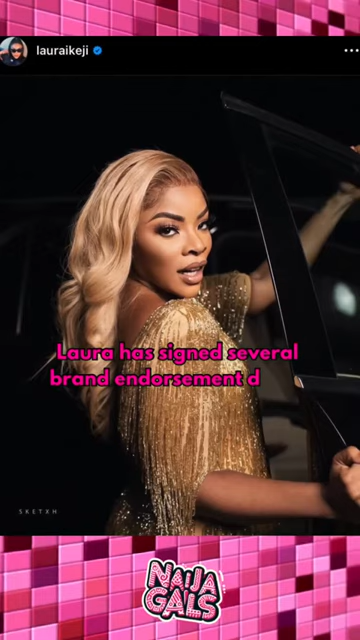 lauraikeji
Laura has signed several
brand endorsement d
SKETXH
NAIJA
GALS